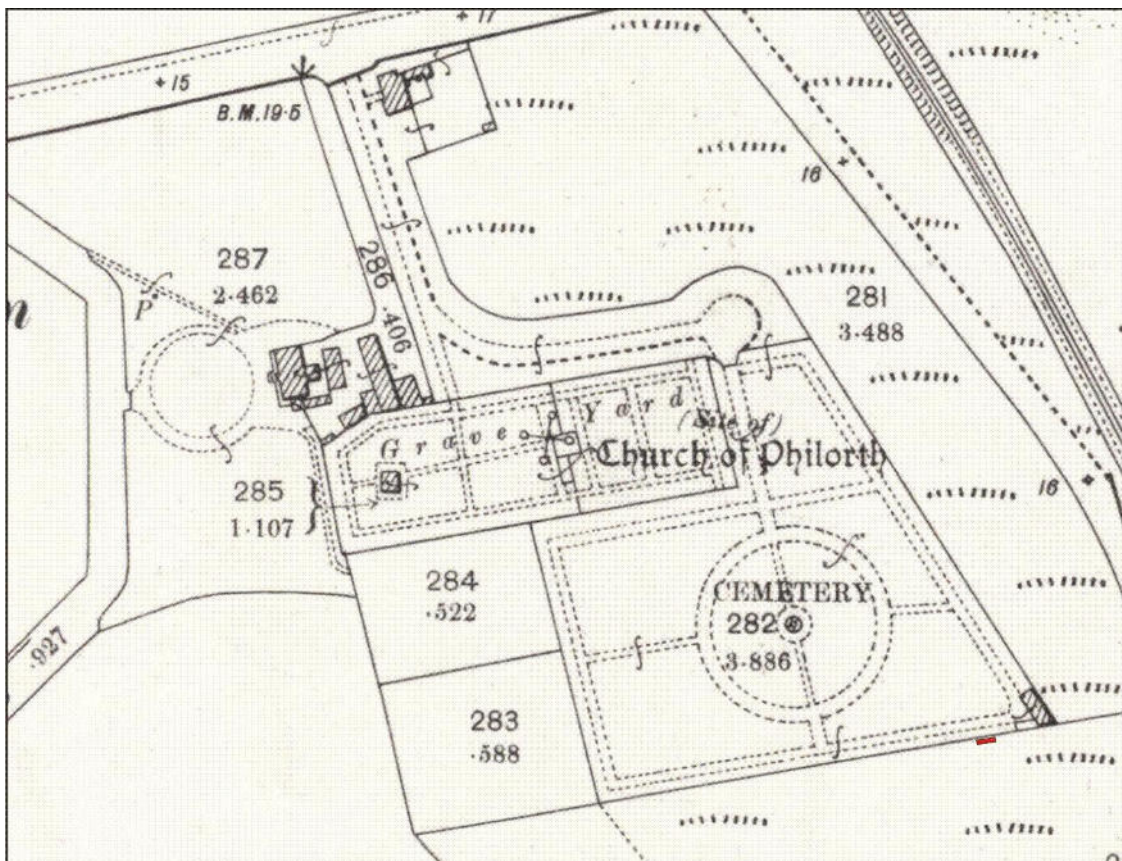 +17
+15
B.M.19·5
16
287
2·462
P
286
·406
281
3·488
n
Grave Yard
(Site of)
Church of Philorth
285
1·107
16
284
·522
CEMETERY
282
3·886
·927
283
·588